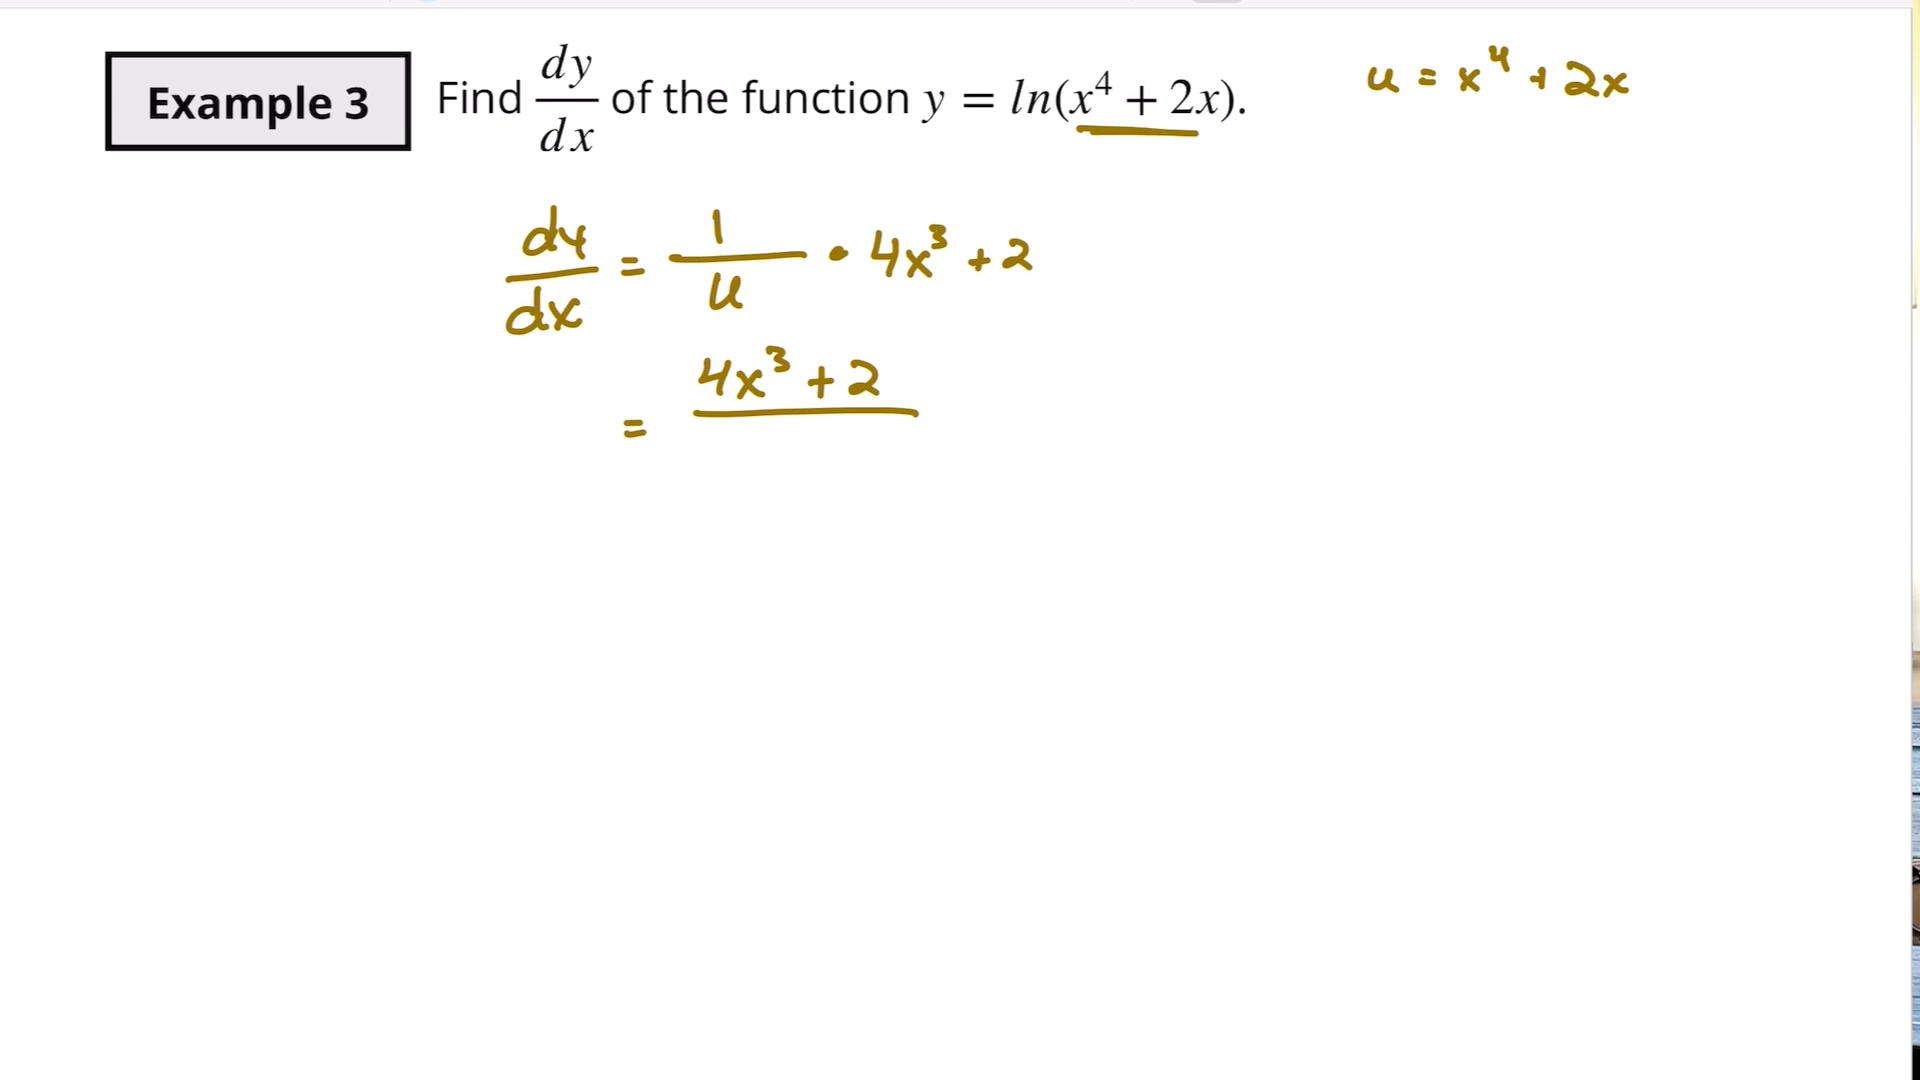 Example 3 Find dy/dx of the function y = ln(x⁴ + 2x). u = x⁴ + 2x
dy/dx = 1/u • 4x³ + 2
= 4x³ + 2